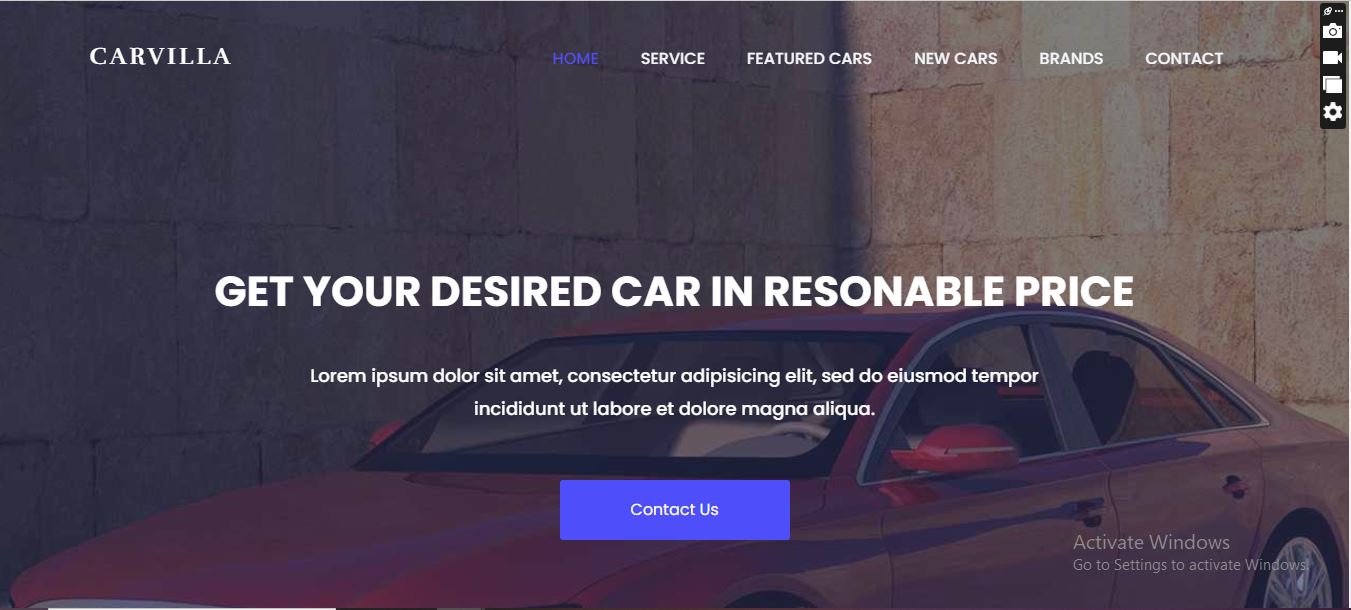 CARVILLA
HOME SERVICE FEATURED CARS NEW CARS BRANDS CONTACT
GET YOUR DESIRED CAR IN RESONABLE PRICE
Lorem ipsum dolor sit amet, consectetur adipisicing elit, sed do eiusmod tempor
incididunt ut labore et dolore magna aliqua.
Contact Us
Activate Windows
Go to Settings to activate Windows.